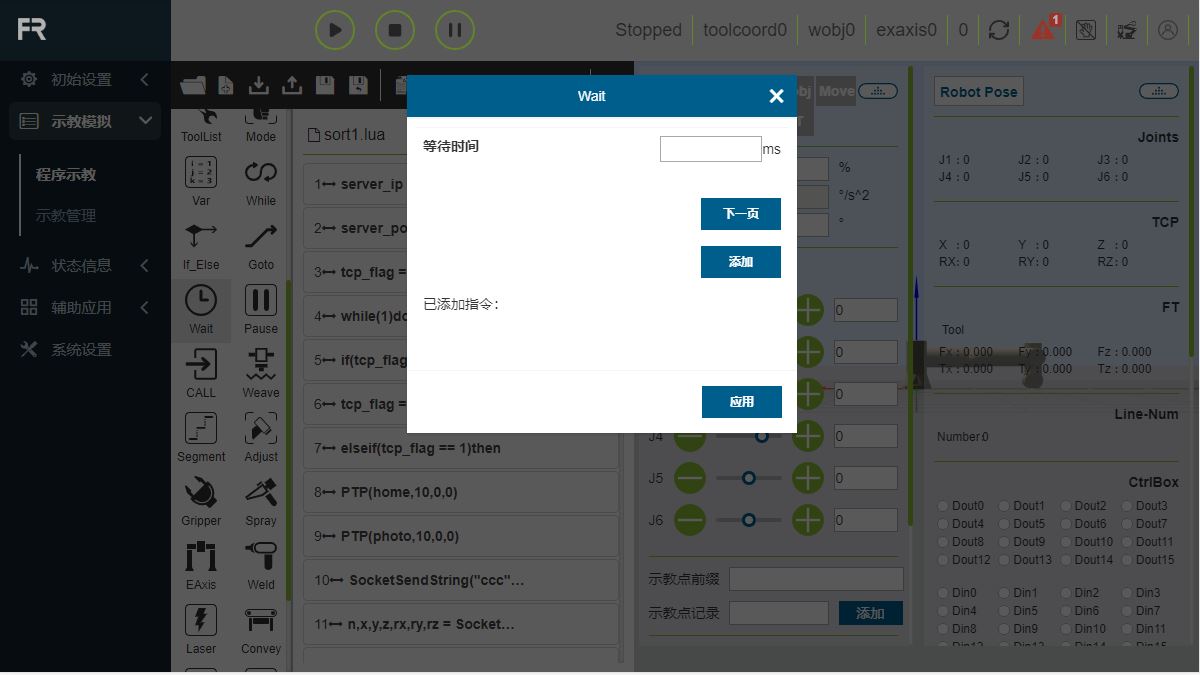 FR
Stopped
toolcoord0
wobj0
exaxis0
0
1
初始设置
示教模拟
程序示教
示教管理
状态信息
辅助应用
系统设置
ToolList
Mode
Var
While
If_Else
Goto
Wait
Pause
CALL
Weave
Segment
Adjust
Gripper
Spray
EAxis
Weld
Laser
Convey
sort1.lua
1 server_ip
2 server_po
3 tcp_flag =
4 while(1)do
5 if(tcp_flag
6 tcp_flag =
7 elseif(tcp_flag == 1)then
8 PTP(home,10,0,0)
9 PTP(photo,10,0,0)
10 SocketSendString("ccc"...
11 n,x,y,z,rx,ry,rz = Socket...
Wait
等待时间
ms
下一页
添加
已添加指令：
应用
bj
Move
T
%
°/s^2
°
0
0
0
J4
0
J5
0
J6
0
示教点前缀
示教点记录
添加
Robot Pose
Joints
J1 : 0 J2 : 0 J3 : 0
J4 : 0 J5 : 0 J6 : 0
TCP
X : 0 Y : 0 Z : 0
RX: 0 RY: 0 RZ: 0
FT
Tool
Fx : 0.000 Fy : 0.000 Fz : 0.000
Tx : 0.000 Ty : 0.000 Tz : 0.000
Line-Num
Number:0
CtrlBox
Dout0 Dout1 Dout2 Dout3
Dout4 Dout5 Dout6 Dout7
Dout8 Dout9 Dout10 Dout11
Dout12 Dout13 Dout14 Dout15
Din0 Din1 Din2 Din3
Din4 Din5 Din6 Din7
Din8 Din9 Din10 Din11
Din12 Din13 Din14 Din15